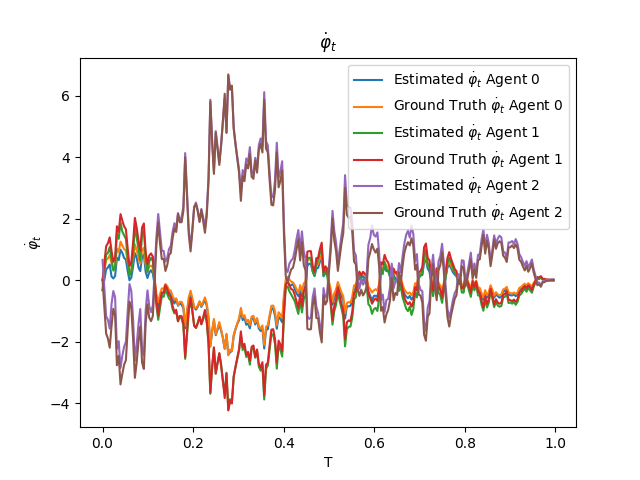 φ̇ₜ
Estimated φ̇ₜ Agent 0
Ground Truth φ̇ₜ Agent 0
Estimated φ̇ₜ Agent 1
Ground Truth φ̇ₜ Agent 1
Estimated φ̇ₜ Agent 2
Ground Truth φ̇ₜ Agent 2
6
4
2
0
−2
−4
φ̇ₜ
0.0 0.2 0.4 0.6 0.8 1.0
T